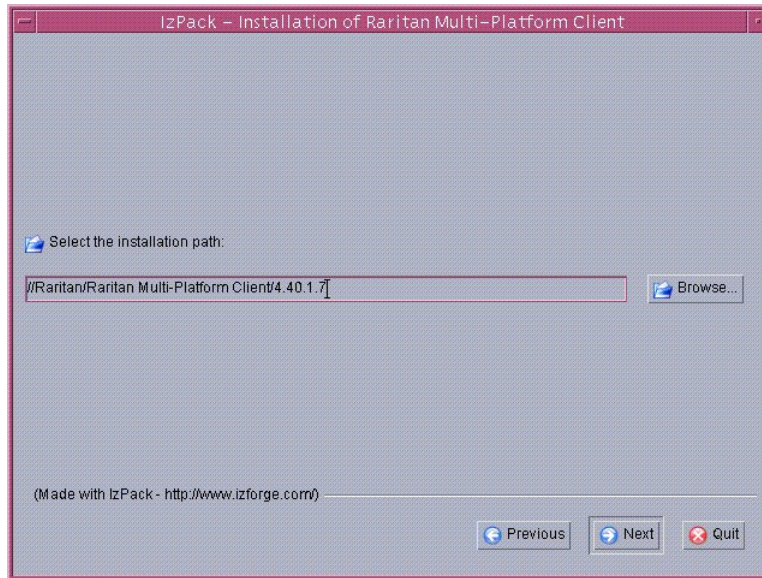 IzPack – Installation of Raritan Multi–Platform Client
Select the installation path:
//Raritan/Raritan Multi-Platform Client/4.40.1.7
Browse...
(Made with IzPack - http://www.izforge.com/)
Previous
Next
Quit